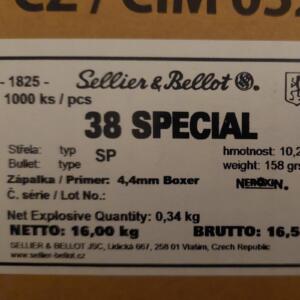 CZ / CIM
- 1825 - Sellier & Bellot S&B
1000 ks / pcs
38 SPECIAL
Střela: typ SP hmotnost: 10,2
Bullet: type weight: 158 grs
Zápalka / Primer: 4,4mm Boxer NEROXIN
Č. série / Lot No.:
Net Explosive Quantity: 0,34 kg
NETTO: 16,00 kg BRUTTO: 16,5
SELLIER & BELLOT JSC, Lidická 667, 258 01 Vlašim, Czech Republic
www.sellier-bellot.cz